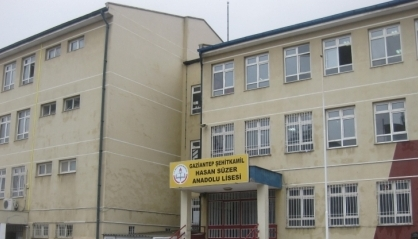 GAZİANTEP ŞEHİTKAMİL
HASAN SÜZER
ANADOLU LİSESİ